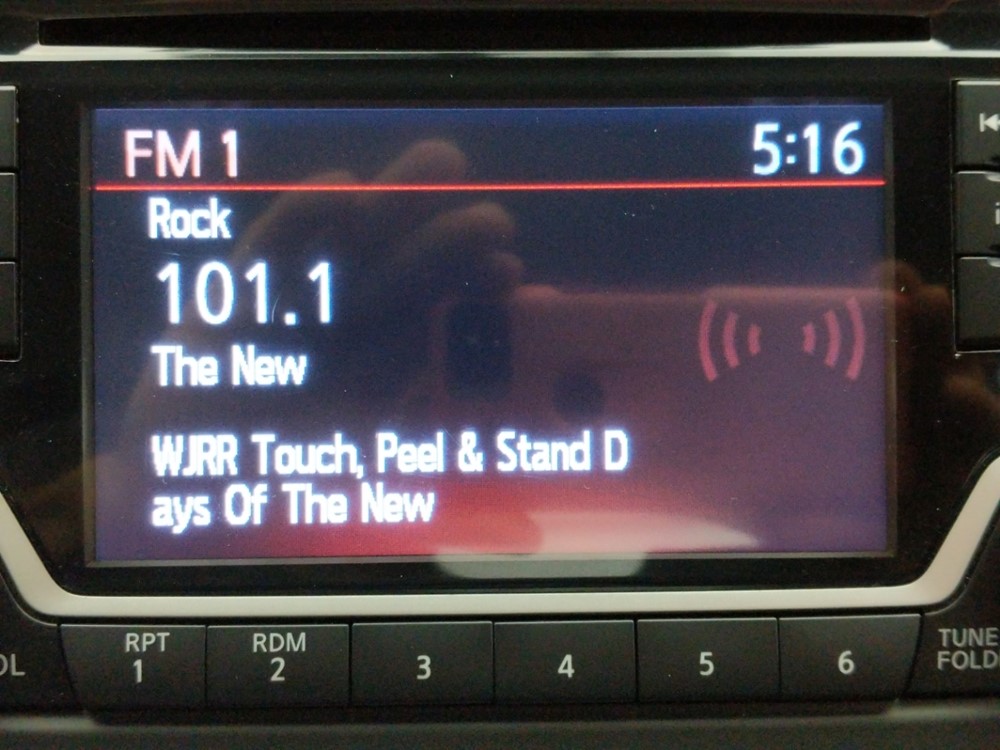 FM 1 5:16
Rock
101.1
The New
WJRR Touch, Peel & Stand D
ays Of The New
RPT RDM
1 2 3 4 5 6
TUNE
FOLD